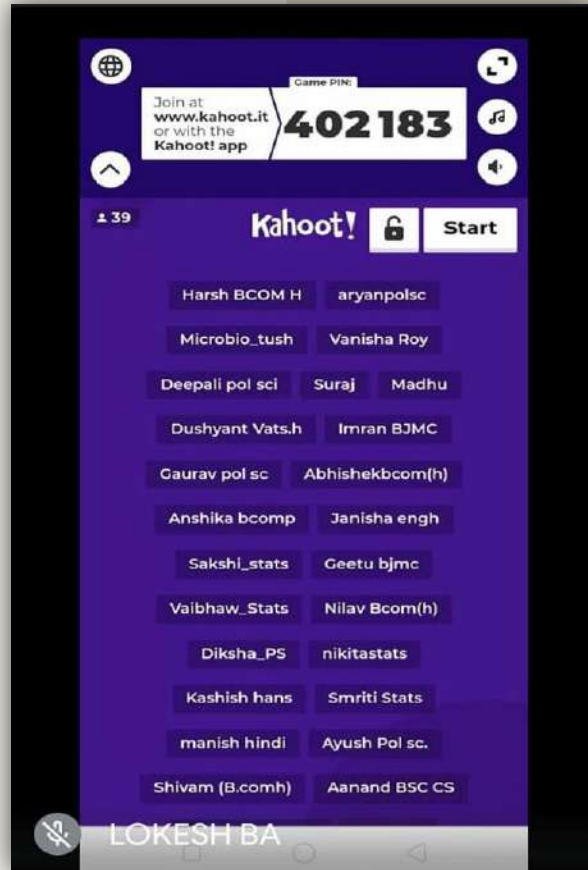 Game PIN:
Join at
www.kahoot.it
or with the
Kahoot! app
402 183
39
Kahoot!
Start
Harsh BCOM H aryanpolsc
Microbio_tush Vanisha Roy
Deepali pol sci Suraj Madhu
Dushyant Vats.h Imran BJMC
Gaurav pol sc Abhishekbcom(h)
Anshika bcomp Janisha engh
Sakshi_stats Geetu bjmc
Vaibhaw_Stats Nilav Bcom(h)
Diksha_PS nikitastats
Kashish hans Smriti Stats
manish hindi Ayush Pol sc.
Shivam (B.comh) Aanand BSC CS
LOKESH BA